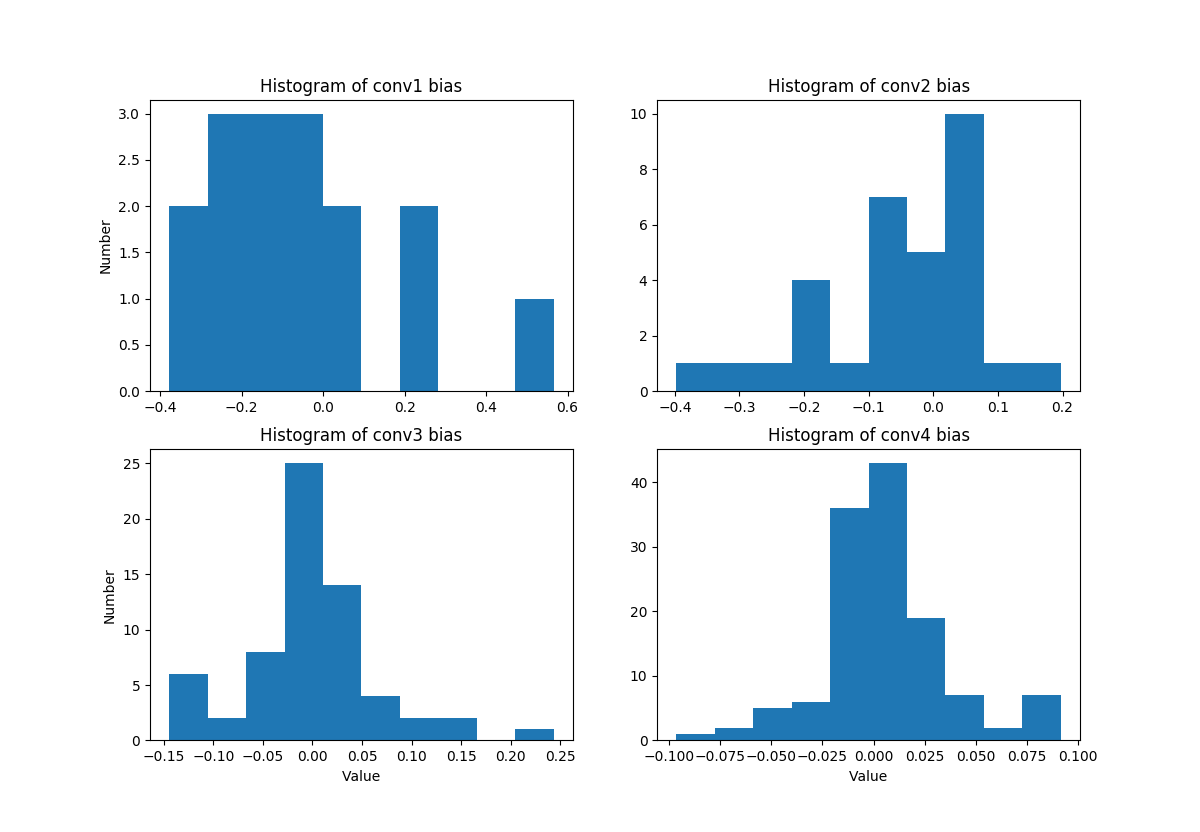 Histogram of conv1 bias
Number
3.0
2.5
2.0
1.5
1.0
0.5
0.0
−0.4 −0.2 0.0 0.2 0.4 0.6
Histogram of conv2 bias
10
8
6
4
2
0
−0.4 −0.3 −0.2 −0.1 0.0 0.1 0.2
Histogram of conv3 bias
Number
25
20
15
10
5
0
−0.15 −0.10 −0.05 0.00 0.05 0.10 0.15 0.20 0.25
Value
Histogram of conv4 bias
40
30
20
10
0
−0.100 −0.075 −0.050 −0.025 0.000 0.025 0.050 0.075 0.100
Value